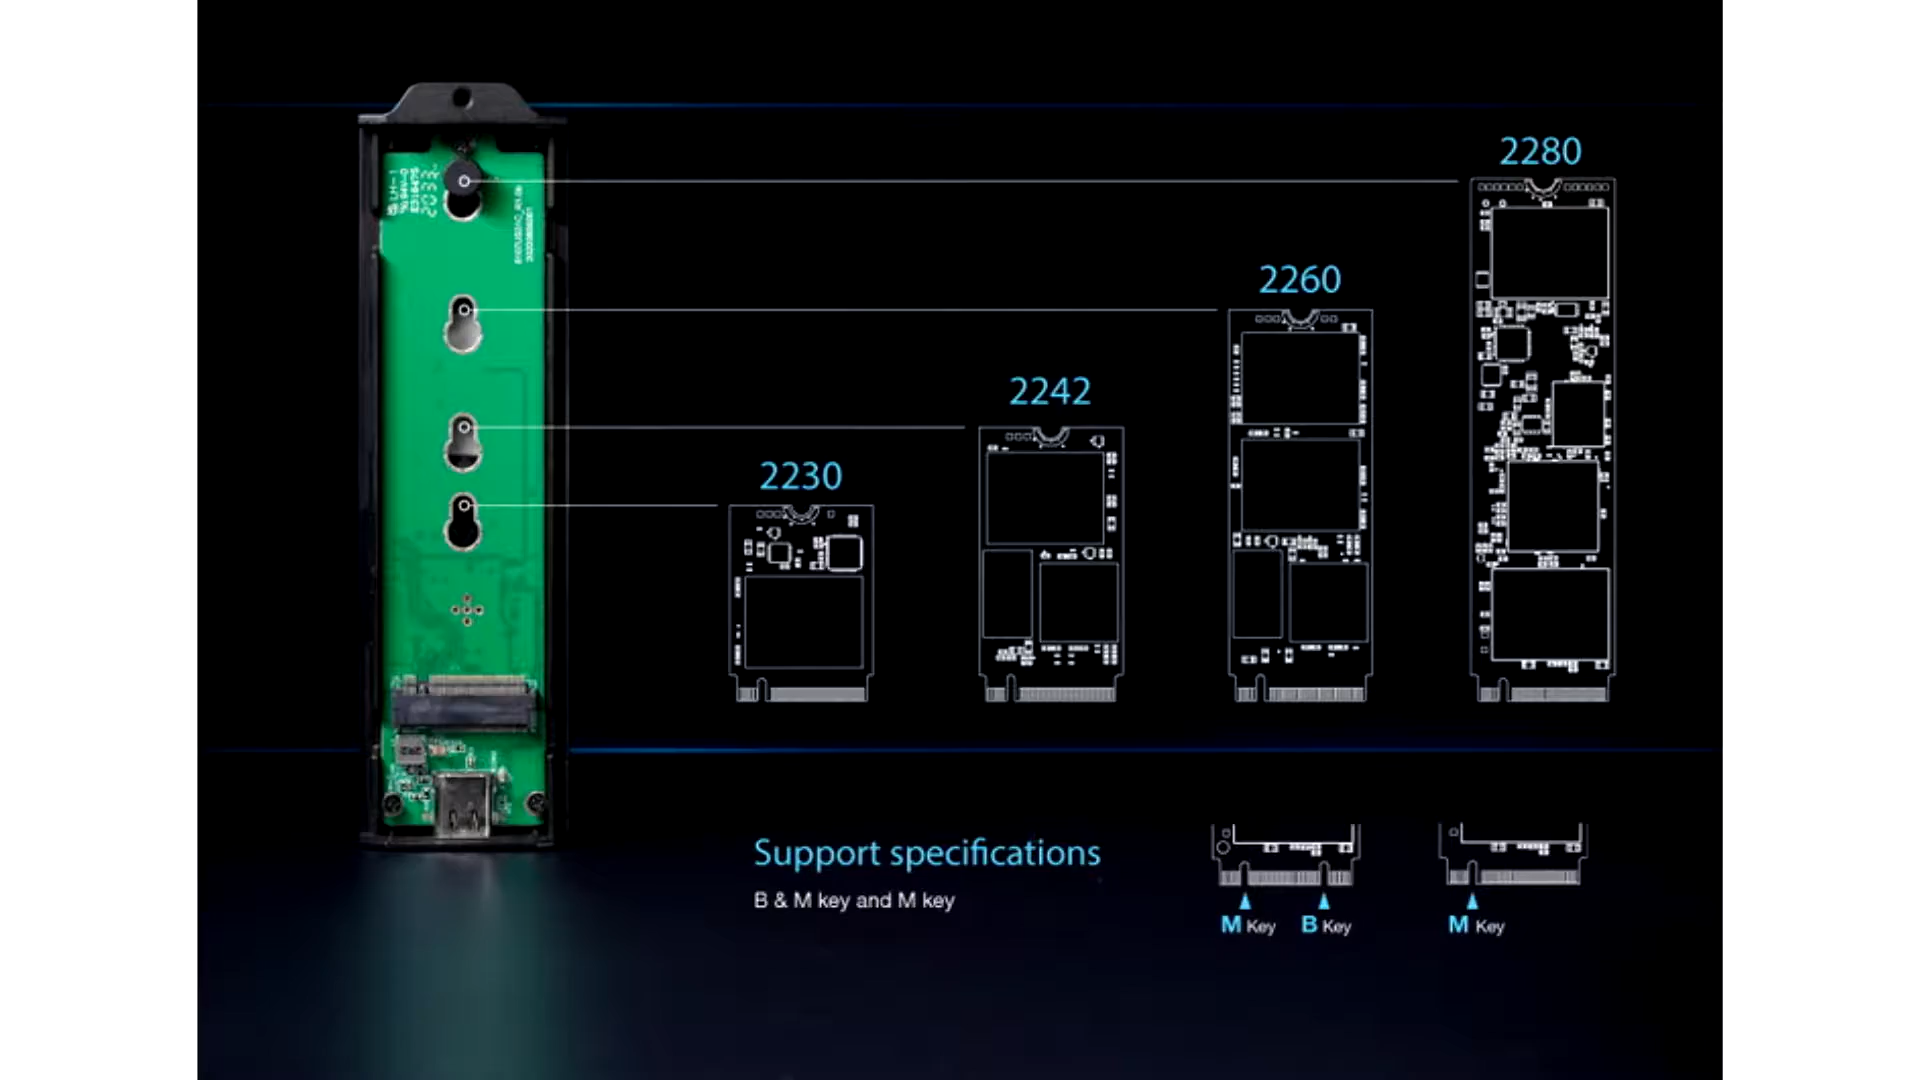 2280
2260
2242
2230
Support specifications
B & M key and M key
M Key
B Key
M Key